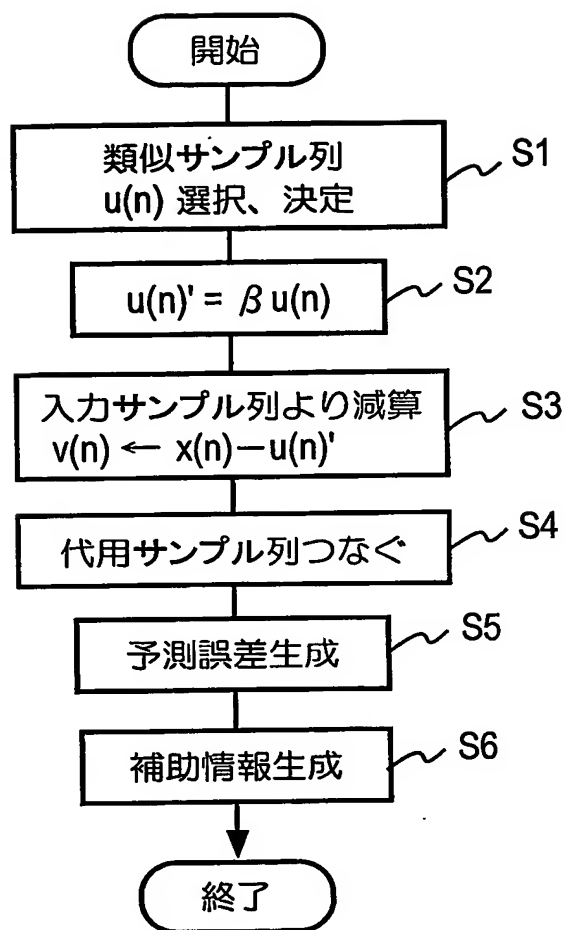 開始
類似サンプル列
u(n) 選択、決定
S1
u(n)' = β u(n)
S2
入力サンプル列より減算
v(n) ← x(n)−u(n)'
S3
代用サンプル列つなぐ
S4
予測誤差生成
S5
補助情報生成
S6
終了